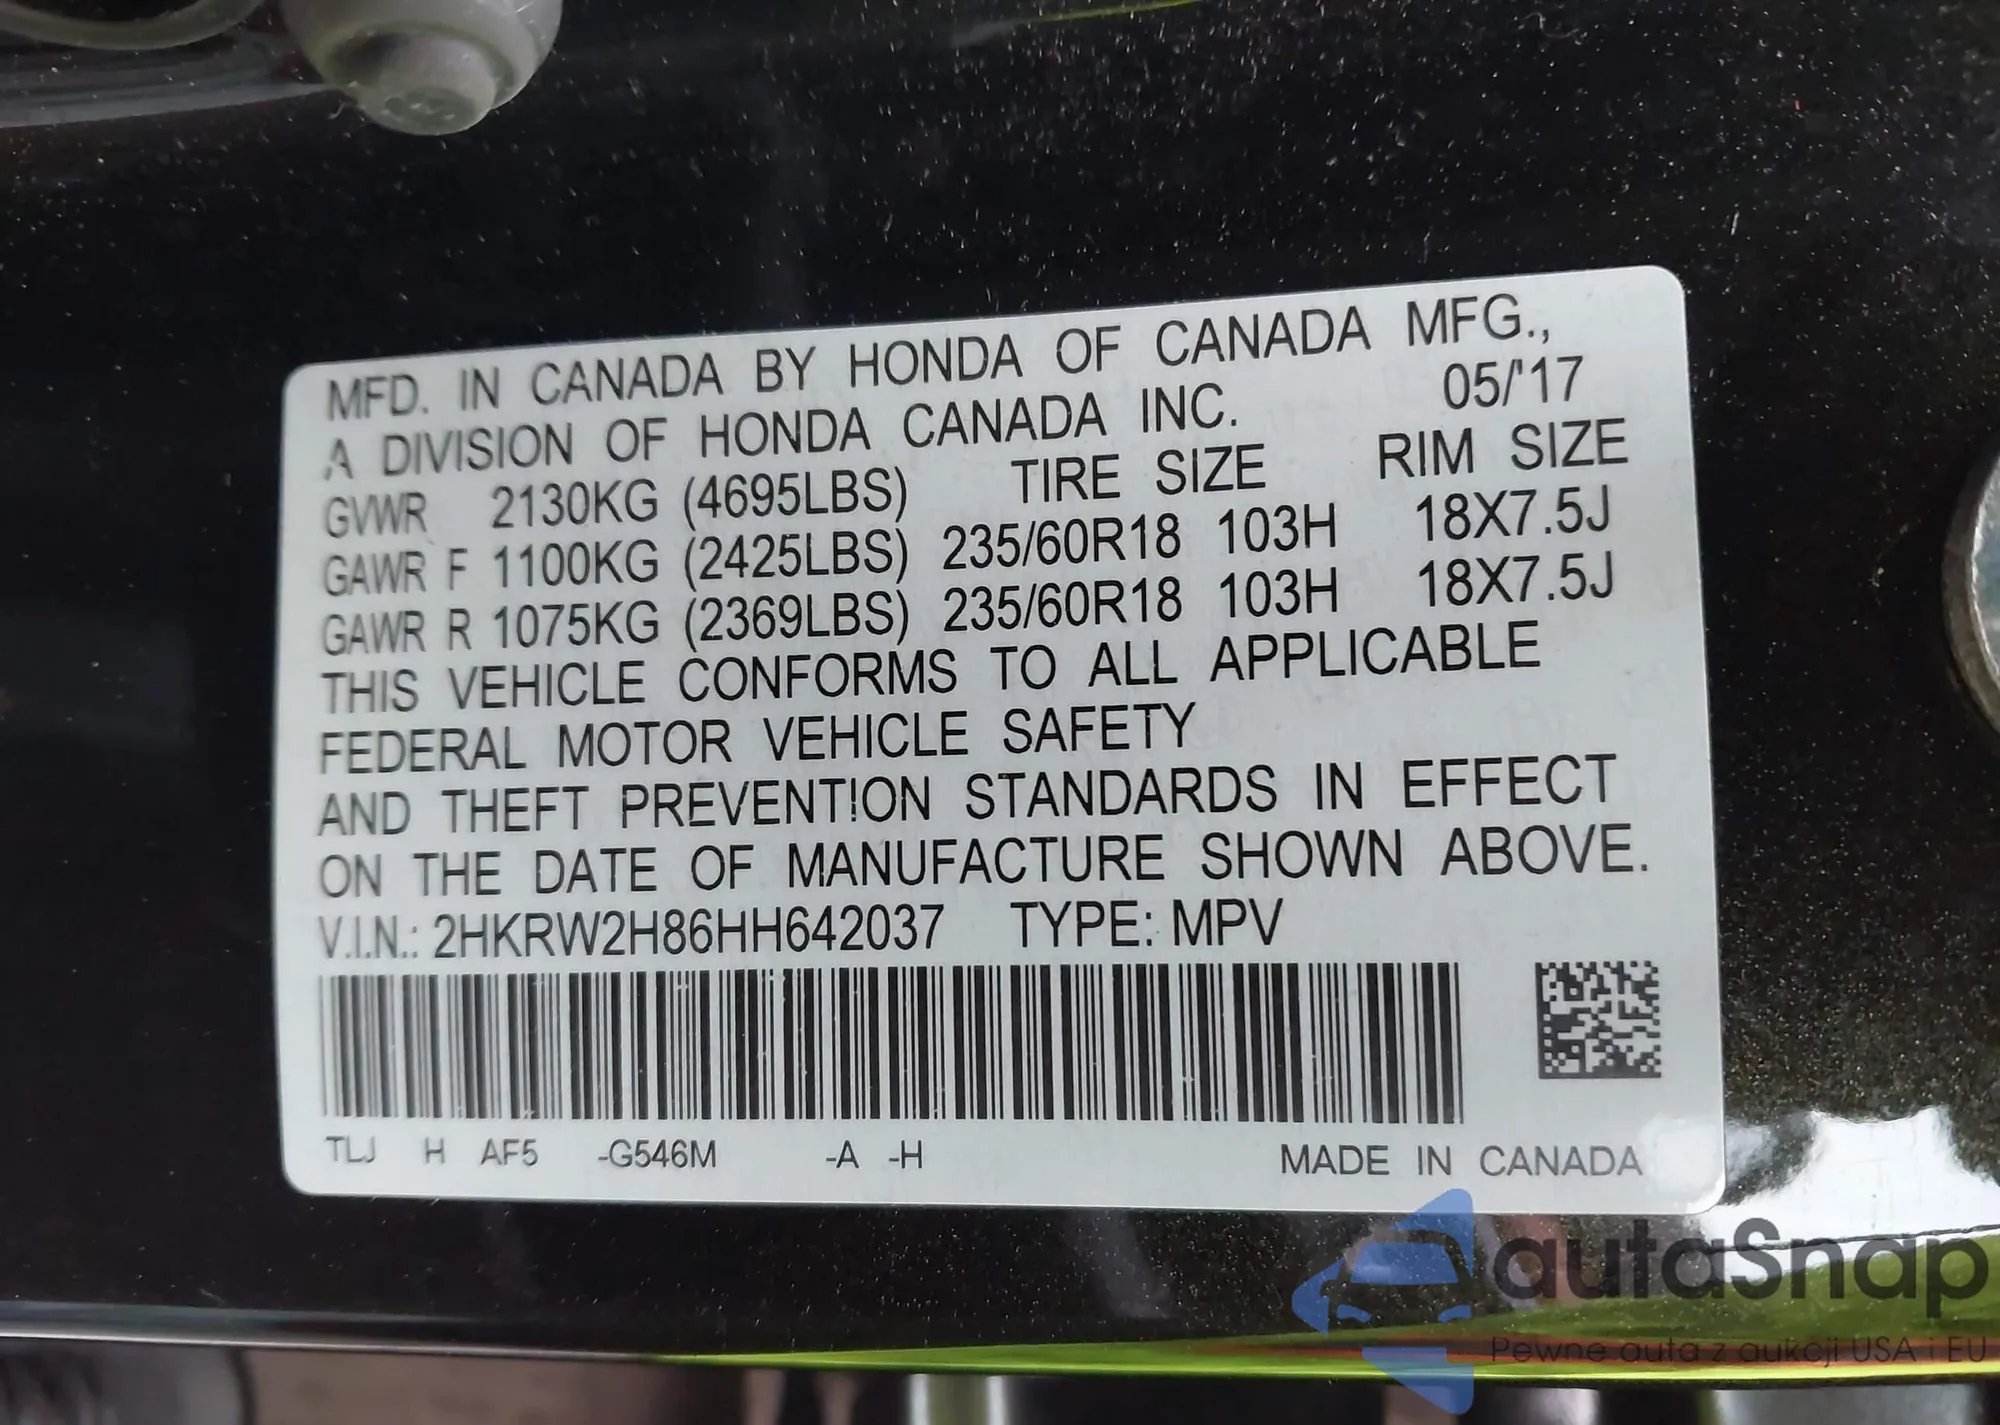 MFD. IN CANADA BY HONDA OF CANADA MFG.,
A DIVISION OF HONDA CANADA INC. 05/'17
GVWR 2130KG (4695LBS) TIRE SIZE RIM SIZE
GAWR F 1100KG (2425LBS) 235/60R18 103H 18X7.5J
GAWR R 1075KG (2369LBS) 235/60R18 103H 18X7.5J
THIS VEHICLE CONFORMS TO ALL APPLICABLE
FEDERAL MOTOR VEHICLE SAFETY
AND THEFT PREVENTION STANDARDS IN EFFECT
ON THE DATE OF MANUFACTURE SHOWN ABOVE.
V.I.N.: 2HKRW2H86HH642037 TYPE: MPV
TLJ H AF5 -G546M -A -H MADE IN CANADA
autaSnap
Pewne auta z aukcji USA i EU